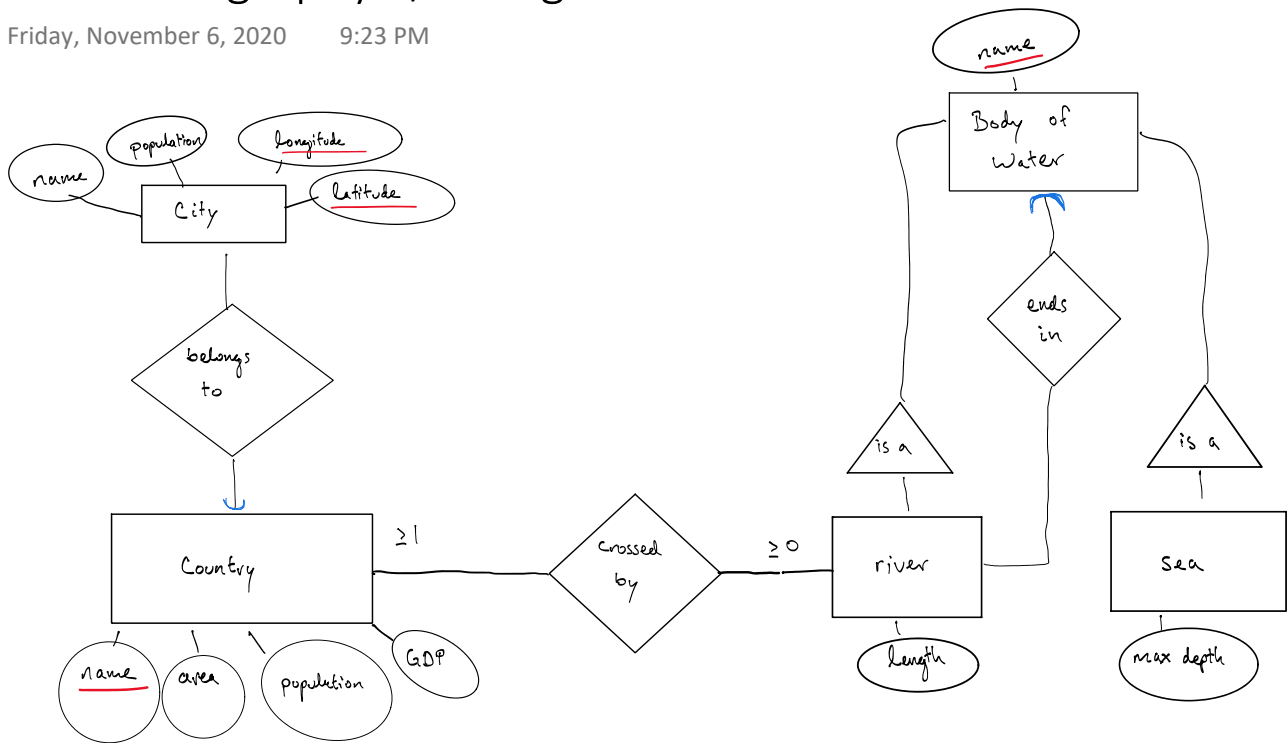 Friday, November 6, 2020 9:23 PM
name
population
longitude
latitude
City
belongs
to
Country
name
area
population
GDP
≥1
Crossed
by
≥0
river
length
is a
ends
in
name
Body of
Water
is a
sea
max depth